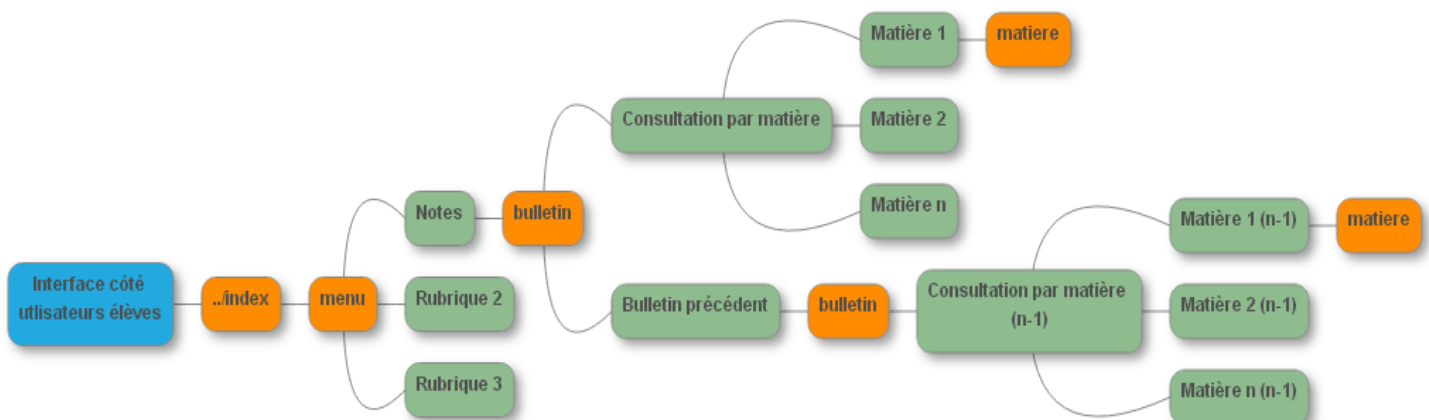 Matière 1
matiere
Consultation par matière
Matière 2
Matière n
Notes
bulletin
Interface côté
utlisateurs élèves
../index
menu
Rubrique 2
Rubrique 3
Bulletin précédent
bulletin
Consultation par matière
(n-1)
Matière 1 (n-1)
matiere
Matière 2 (n-1)
Matière n (n-1)